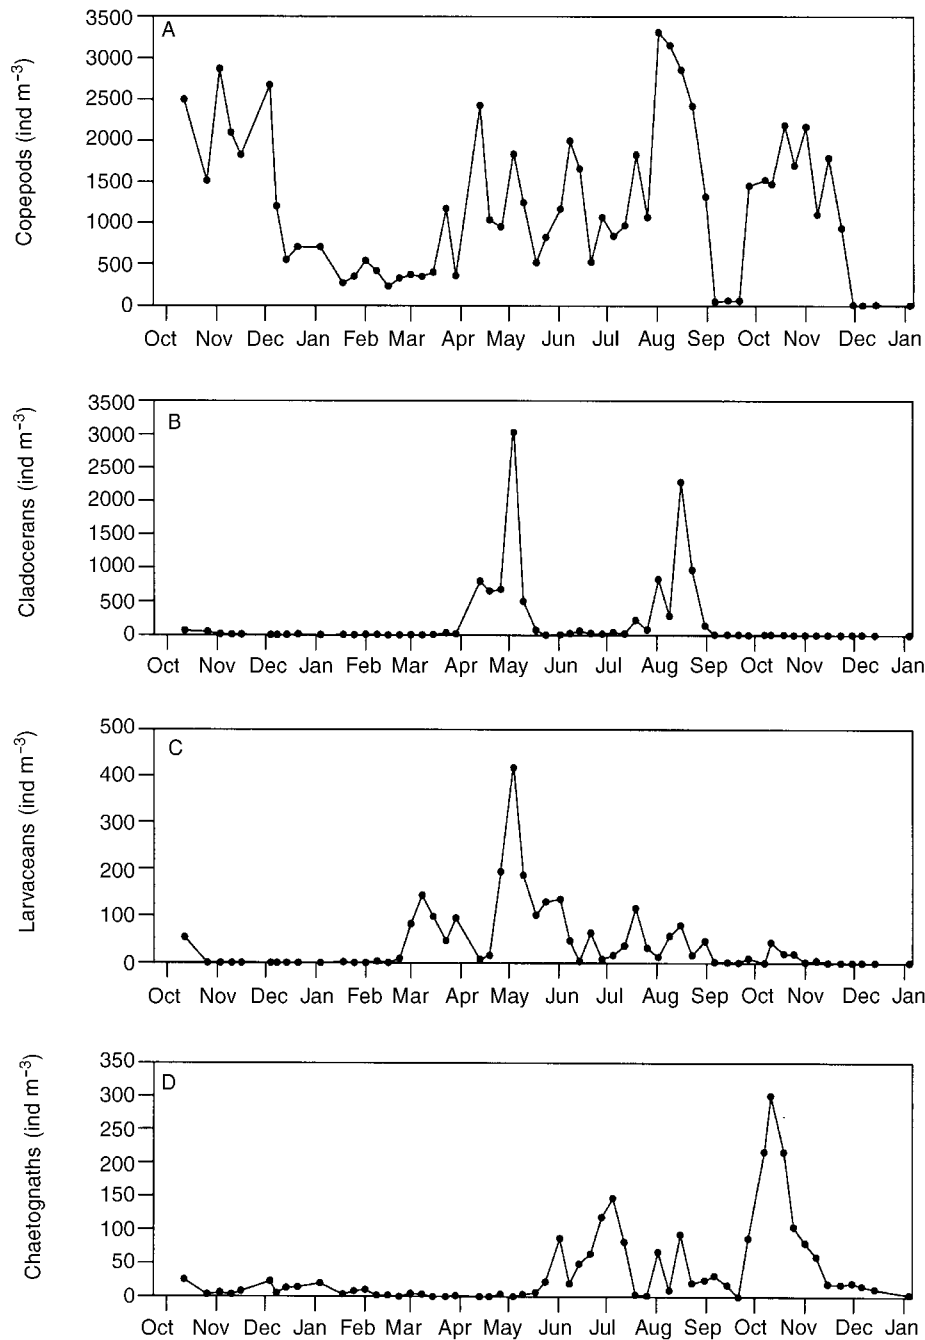 A
Copepods (ind m⁻³)
3500
3000
2500
2000
1500
1000
500
0
Oct Nov Dec Jan Feb Mar Apr May Jun Jul Aug Sep Oct Nov Dec Jan
B
Cladocerans (ind m⁻³)
3500
3000
2500
2000
1500
1000
500
0
Oct Nov Dec Jan Feb Mar Apr May Jun Jul Aug Sep Oct Nov Dec Jan
C
Larvaceans (ind m⁻³)
500
400
300
200
100
0
Oct Nov Dec Jan Feb Mar Apr May Jun Jul Aug Sep Oct Nov Dec Jan
D
Chaetognaths (ind m⁻³)
350
300
250
200
150
100
50
0
Oct Nov Dec Jan Feb Mar Apr May Jun Jul Aug Sep Oct Nov Dec Jan